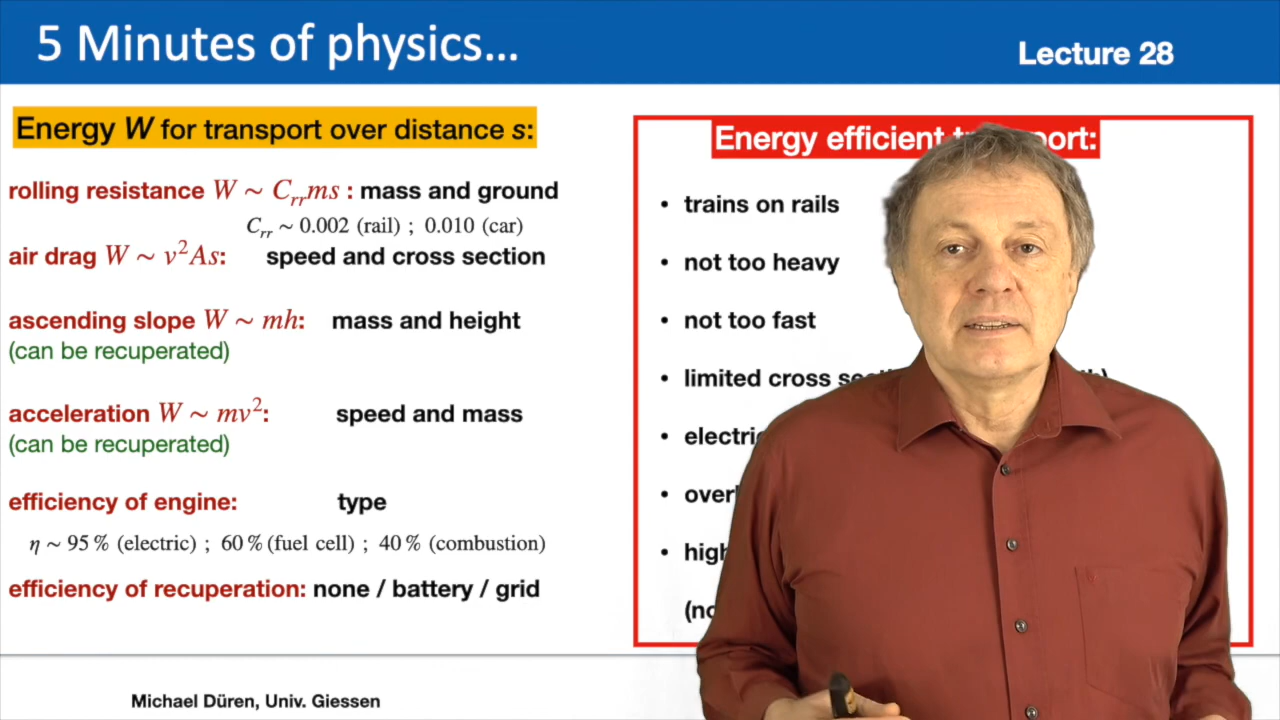 5 Minutes of physics...
Lecture 28
Energy W for transport over distance s:
rolling resistance W ~ Cᵣᵣms : mass and ground
Cᵣᵣ ~ 0.002 (rail) ; 0.010 (car)
air drag W ~ v²As: speed and cross section
ascending slope W ~ mh: mass and height
(can be recuperated)
acceleration W ~ mv²: speed and mass
(can be recuperated)
efficiency of engine: type
η ~ 95 % (electric) ; 60 % (fuel cell) ; 40 % (combustion)
efficiency of recuperation: none / battery / grid
Energy efficient
• trains on rails
• not too heavy
• not too fast
• limited cross
Michael Düren, Univ. Giessen